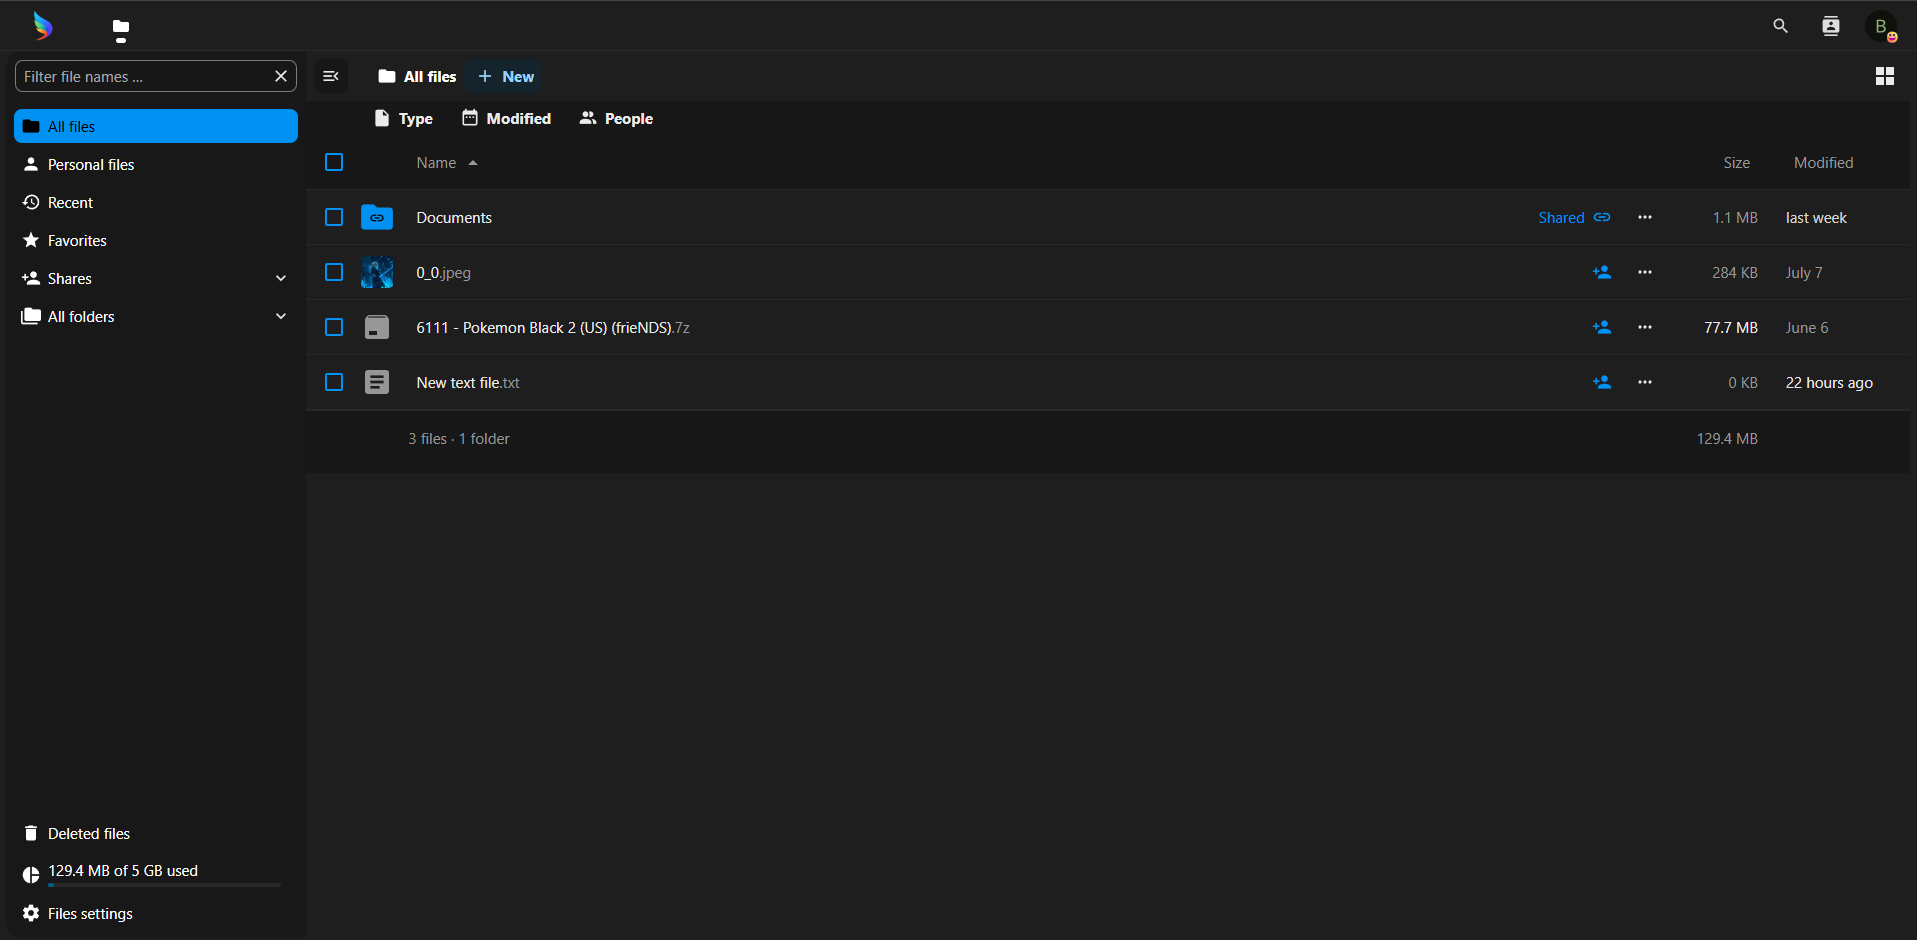 B
Filter file names ...
All files
New
All files
Personal files
Recent
Favorites
Shares
All folders
Type
Modified
People
Name
Size
Modified
Documents
Shared
1.1 MB
last week
0_0.jpeg
284 KB
July 7
6111 - Pokemon Black 2 (US) (frieNDS).7z
77.7 MB
June 6
New text file.txt
0 KB
22 hours ago
3 files · 1 folder
129.4 MB
Deleted files
129.4 MB of 5 GB used
Files settings